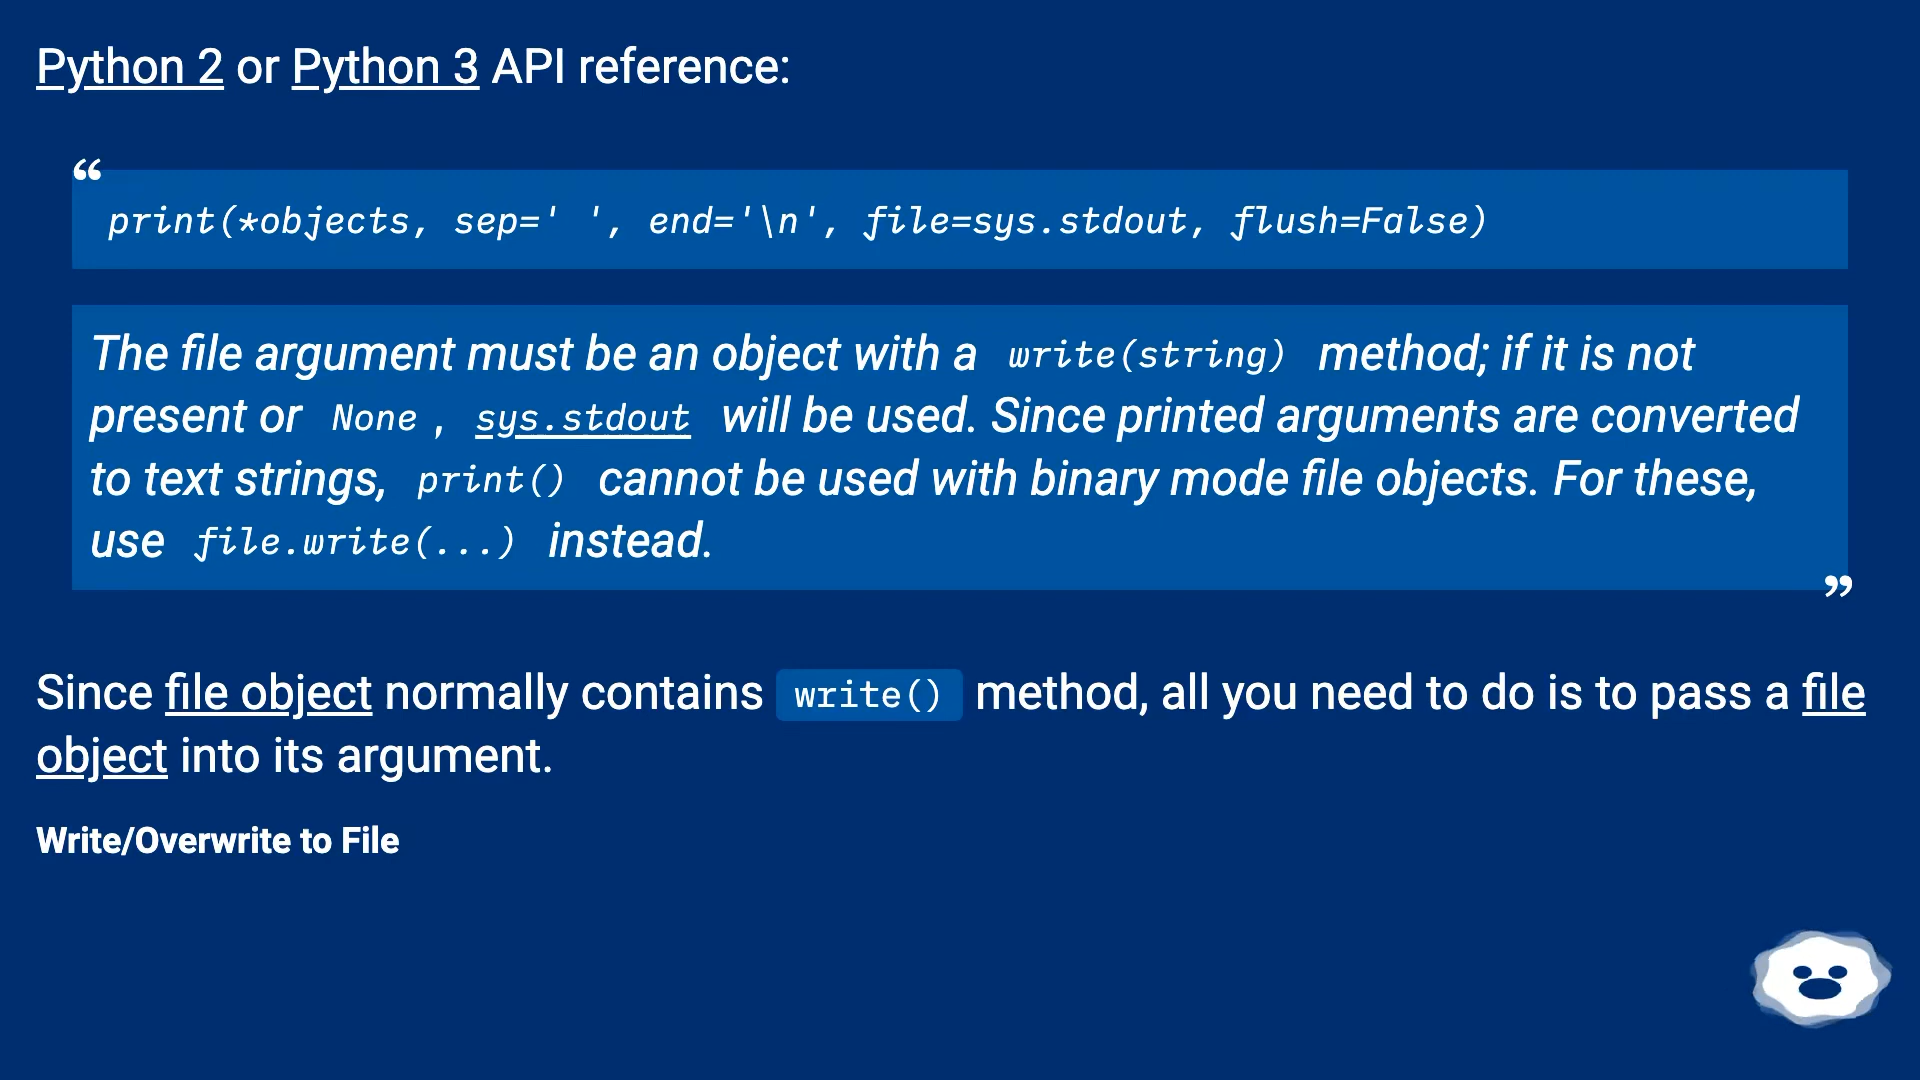 Python 2 or Python 3 API reference:
“
print(*objects, sep=' ', end='\n', file=sys.stdout, flush=False)
The file argument must be an object with a write(string) method; if it is not
present or None, sys.stdout will be used. Since printed arguments are converted
to text strings, print() cannot be used with binary mode file objects. For these,
use file.write(...) instead.
”
Since file object normally contains write() method, all you need to do is to pass a file
object into its argument.
Write/Overwrite to File